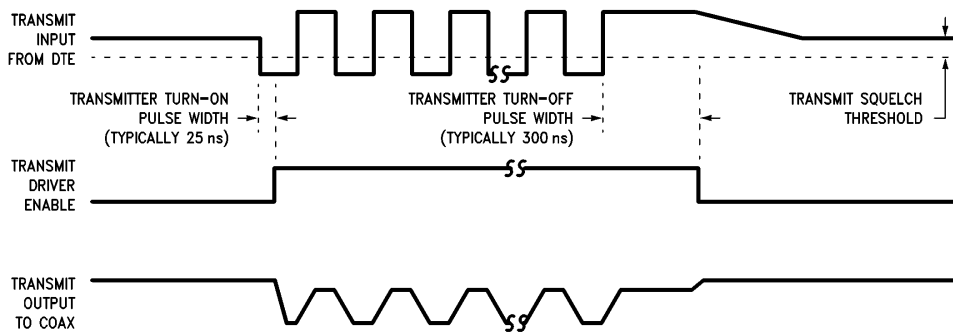 TRANSMIT
INPUT
FROM DTE
TRANSMITTER TURN-ON
PULSE WIDTH
(TYPICALLY 25 ns)
TRANSMITTER TURN-OFF
PULSE WIDTH
(TYPICALLY 300 ns)
TRANSMIT SQUELCH
THRESHOLD
TRANSMIT
DRIVER
ENABLE
TRANSMIT
OUTPUT
TO COAX